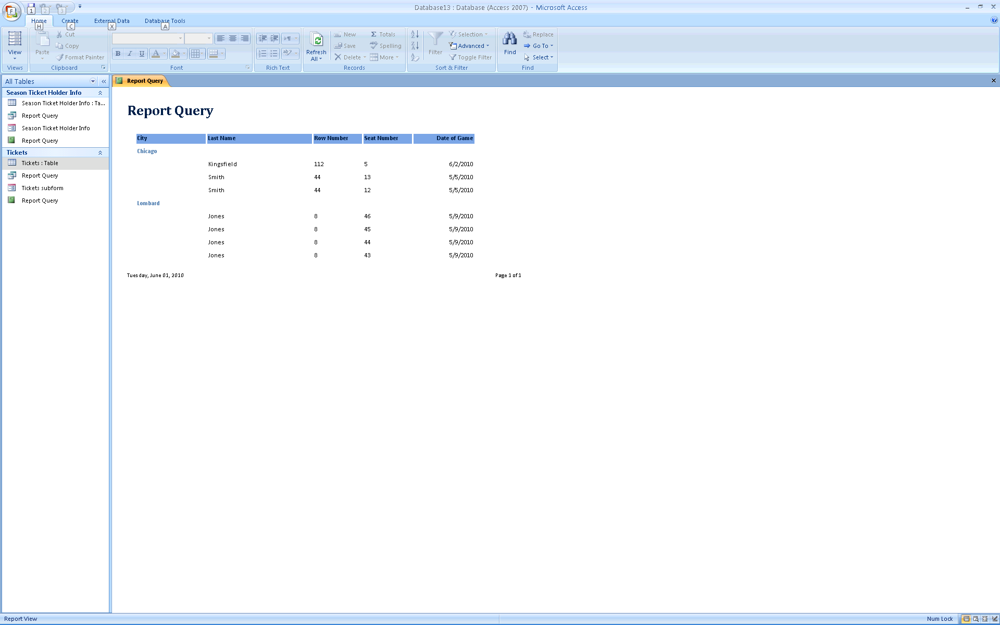 Database13 : Database (Access 2007) - Microsoft Access
F 1 2 3
Home Create External Data Database Tools
H C X A
View
Views
Paste Cut
Copy
Format Painter
Clipboard
B I U A
Font
ab
Rich Text
Refresh All
New Totals
Save Spelling
Delete More
Records
Filter Selection
Advanced
Toggle Filter
Sort & Filter
Find Replace
Go To
Select
Find
All Tables
Season Ticket Holder Info
Season Ticket Holder Info : Ta...
Report Query
Season Ticket Holder Info
Report Query
Tickets
Tickets : Table
Report Query
Tickets subform
Report Query
Report Query
Report Query
City Last Name Row Number Seat Number Date of Game
Chicago
Kingsfield 112 5 6/2/2010
Smith 44 13 5/5/2010
Smith 44 12 5/5/2010
Lombard
Jones 8 46 5/9/2010
Jones 8 45 5/9/2010
Jones 8 44 5/9/2010
Jones 8 43 5/9/2010
Tuesday, June 01, 2010 Page 1 of 1
Report View Num Lock